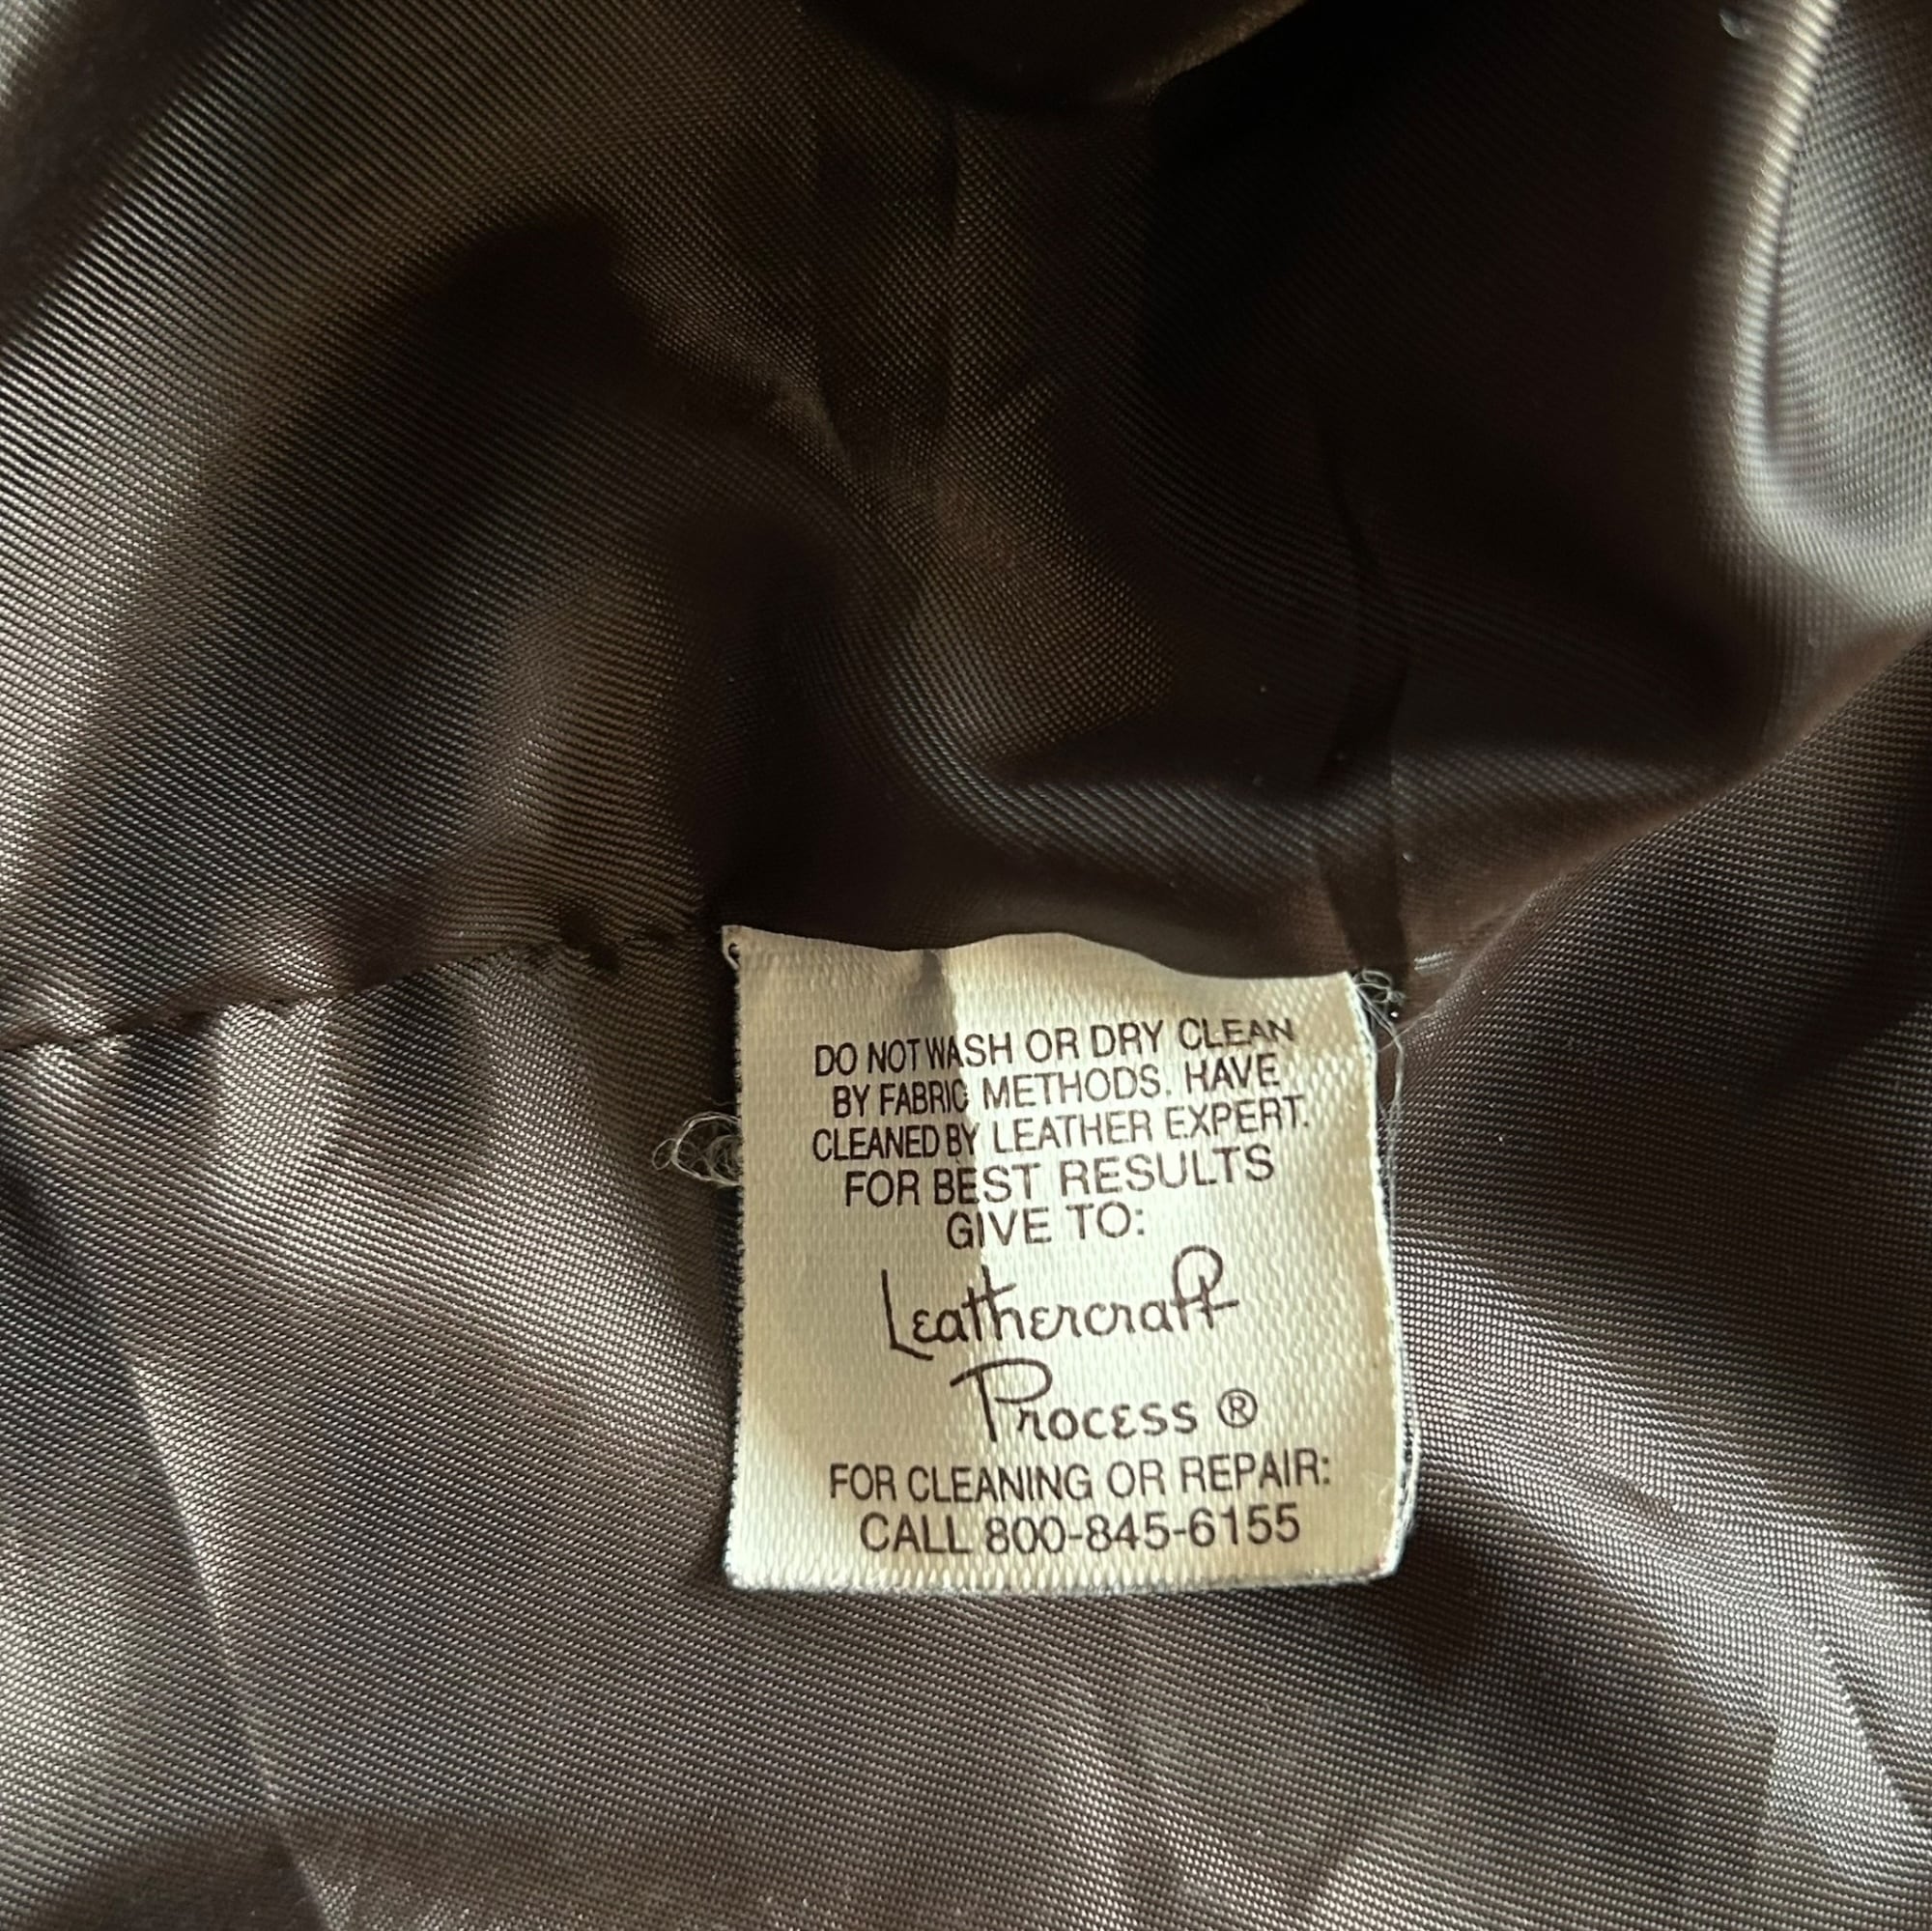 DO NOT WASH OR DRY CLEAN
BY FABRIC METHODS. HAVE
CLEANED BY LEATHER EXPERT.
FOR BEST RESULTS
GIVE TO:
Leathercraft
Process ®
FOR CLEANING OR REPAIR:
CALL 800-845-6155